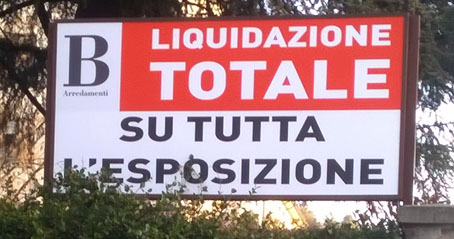 B
Arredamenti
LIQUIDAZIONE
TOTALE
SU TUTTA
L'ESPOSIZIONE